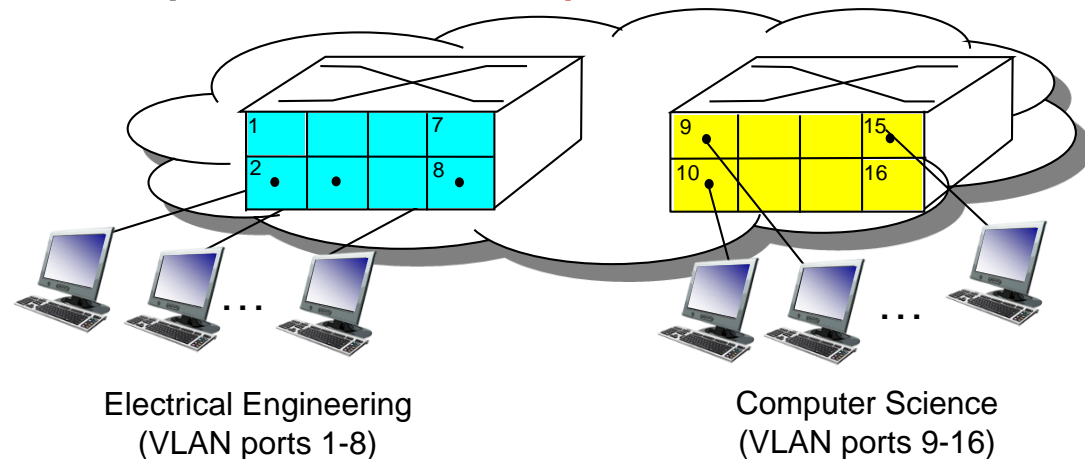 1 7
2 8
9 15
10 16
...
...
Electrical Engineering
(VLAN ports 1-8)
Computer Science
(VLAN ports 9-16)